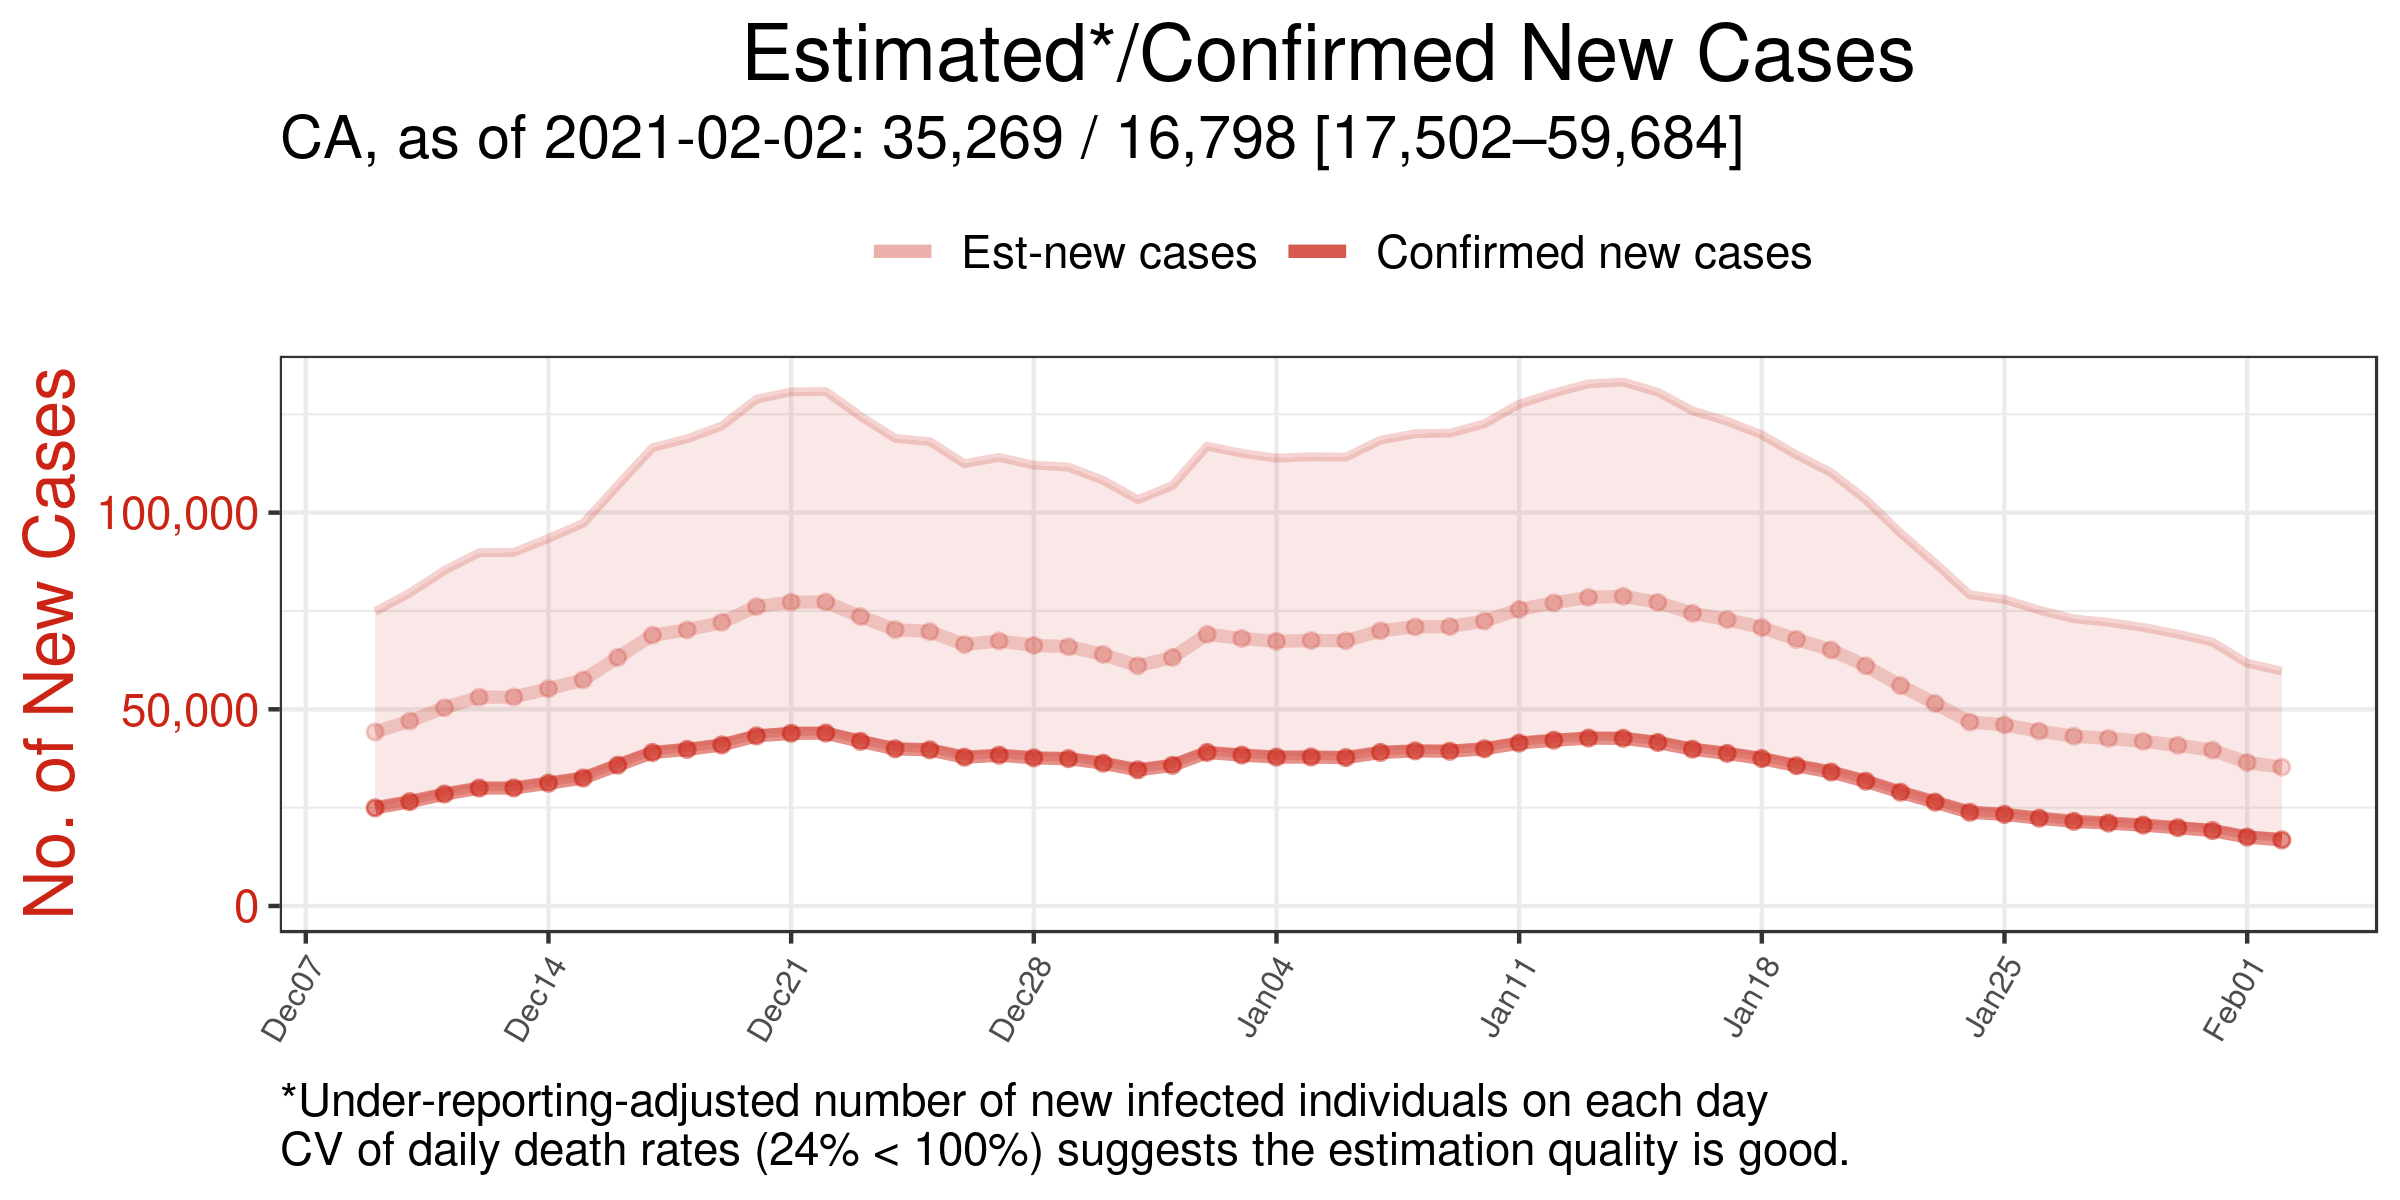 Estimated*/Confirmed New Cases
CA, as of 2021-02-02: 35,269 / 16,798 [17,502–59,684]
Est-new cases Confirmed new cases
No. of New Cases
100,000
50,000
0
Dec07 Dec14 Dec21 Dec28 Jan04 Jan11 Jan18 Jan25 Feb01
*Under-reporting-adjusted number of new infected individuals on each day
CV of daily death rates (24% < 100%) suggests the estimation quality is good.